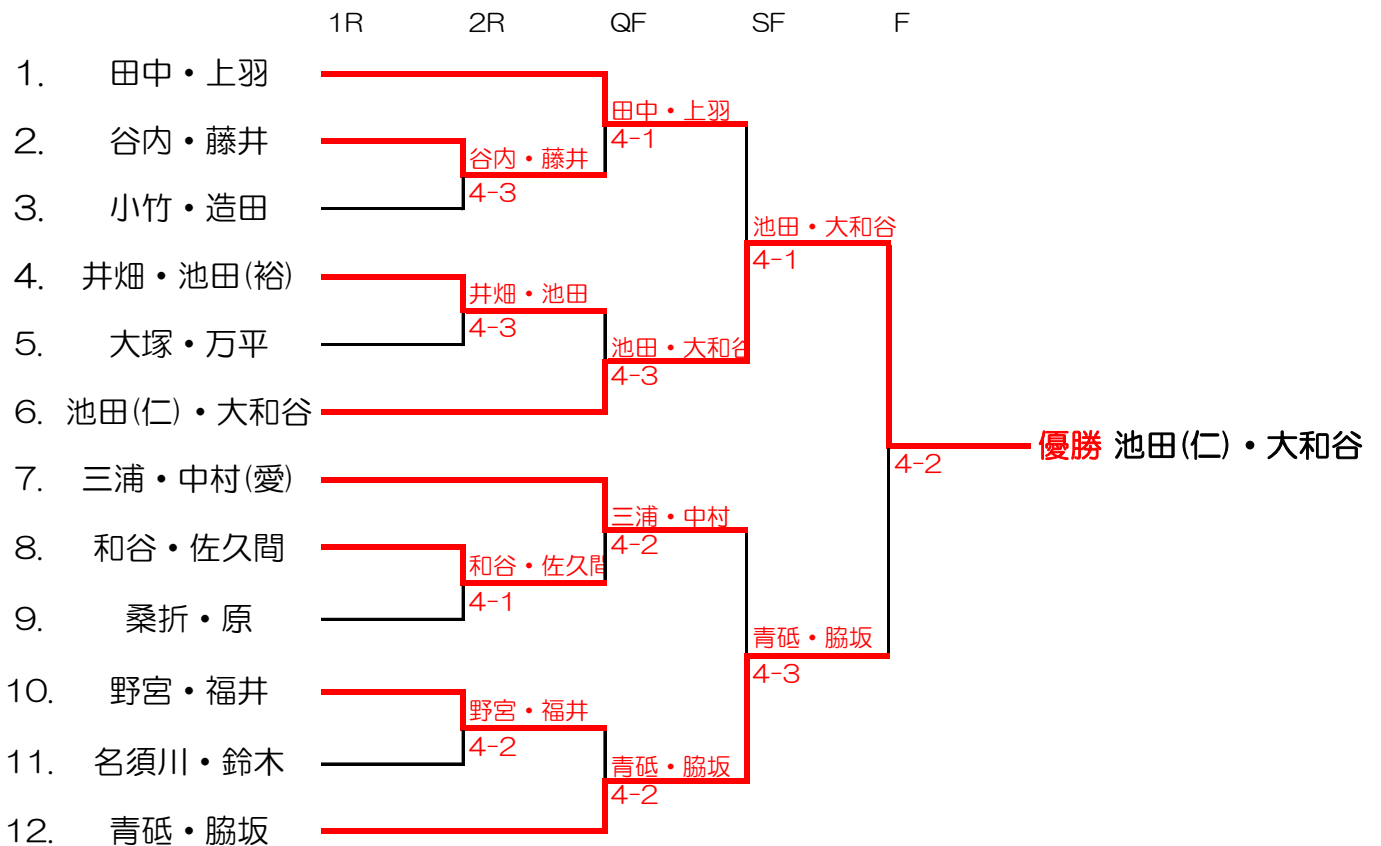 1R 2R QF SF F
1. 田中・上羽
田中・上羽
2. 谷内・藤井
4-1
谷内・藤井
4-3
3. 小竹・造田
池田・大和谷
4-1
4. 井畑・池田(裕)
井畑・池田
4-3
5. 大塚・万平
池田・大和谷
4-3
6. 池田(仁)・大和谷
優勝 池田(仁)・大和谷
4-2
7. 三浦・中村(愛)
三浦・中村
4-2
8. 和谷・佐久間
和谷・佐久間
4-1
9. 桑折・原
青砥・脇坂
4-3
10. 野宮・福井
野宮・福井
4-2
11. 名須川・鈴木
青砥・脇坂
4-2
12. 青砥・脇坂